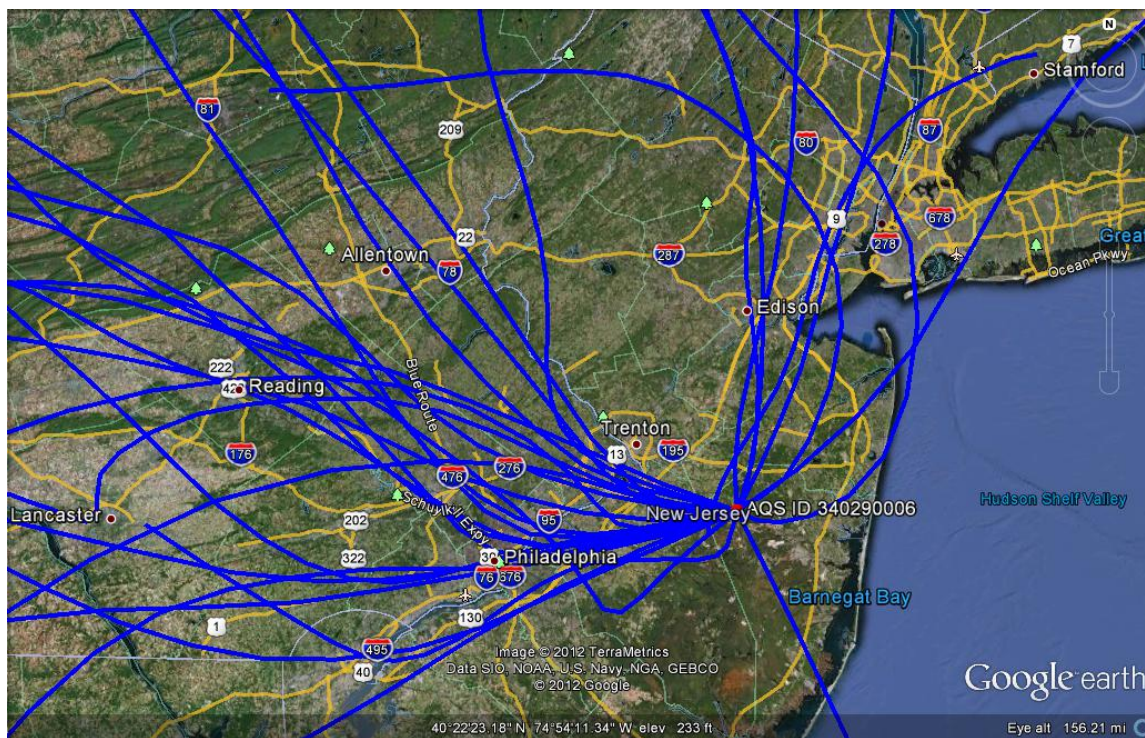 N
7
Stamford
81
209
80
87
9
678
22
287
278
Great
Allentown
78
Ocean Pkwy
Edison
222
Reading
Blue Route
Trenton
13
195
176
276
476
Lancaster
Schuylkill Expy
202
95
New Jersey
AQS ID 340290006
Hudson Shelf Valley
322
30
Philadelphia
76
676
Barnegat Bay
1
130
495
40
Image © 2012 TerraMetrics
Data SIO, NOAA, U.S. Navy, NGA, GEBCO
© 2012 Google
Google earth
40°22'23.18" N 74°54'11.34" W elev 233 ft
Eye alt 156.21 mi